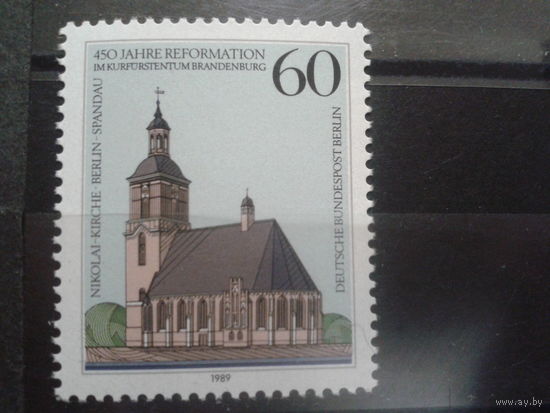 450 JAHRE REFORMATION
IM KURFÜRSTENTUM BRANDENBURG
60
NIKOLAI-KIRCHE · BERLIN · SPANDAU
DEUTSCHE BUNDESPOST BERLIN
1989
www.ay.by